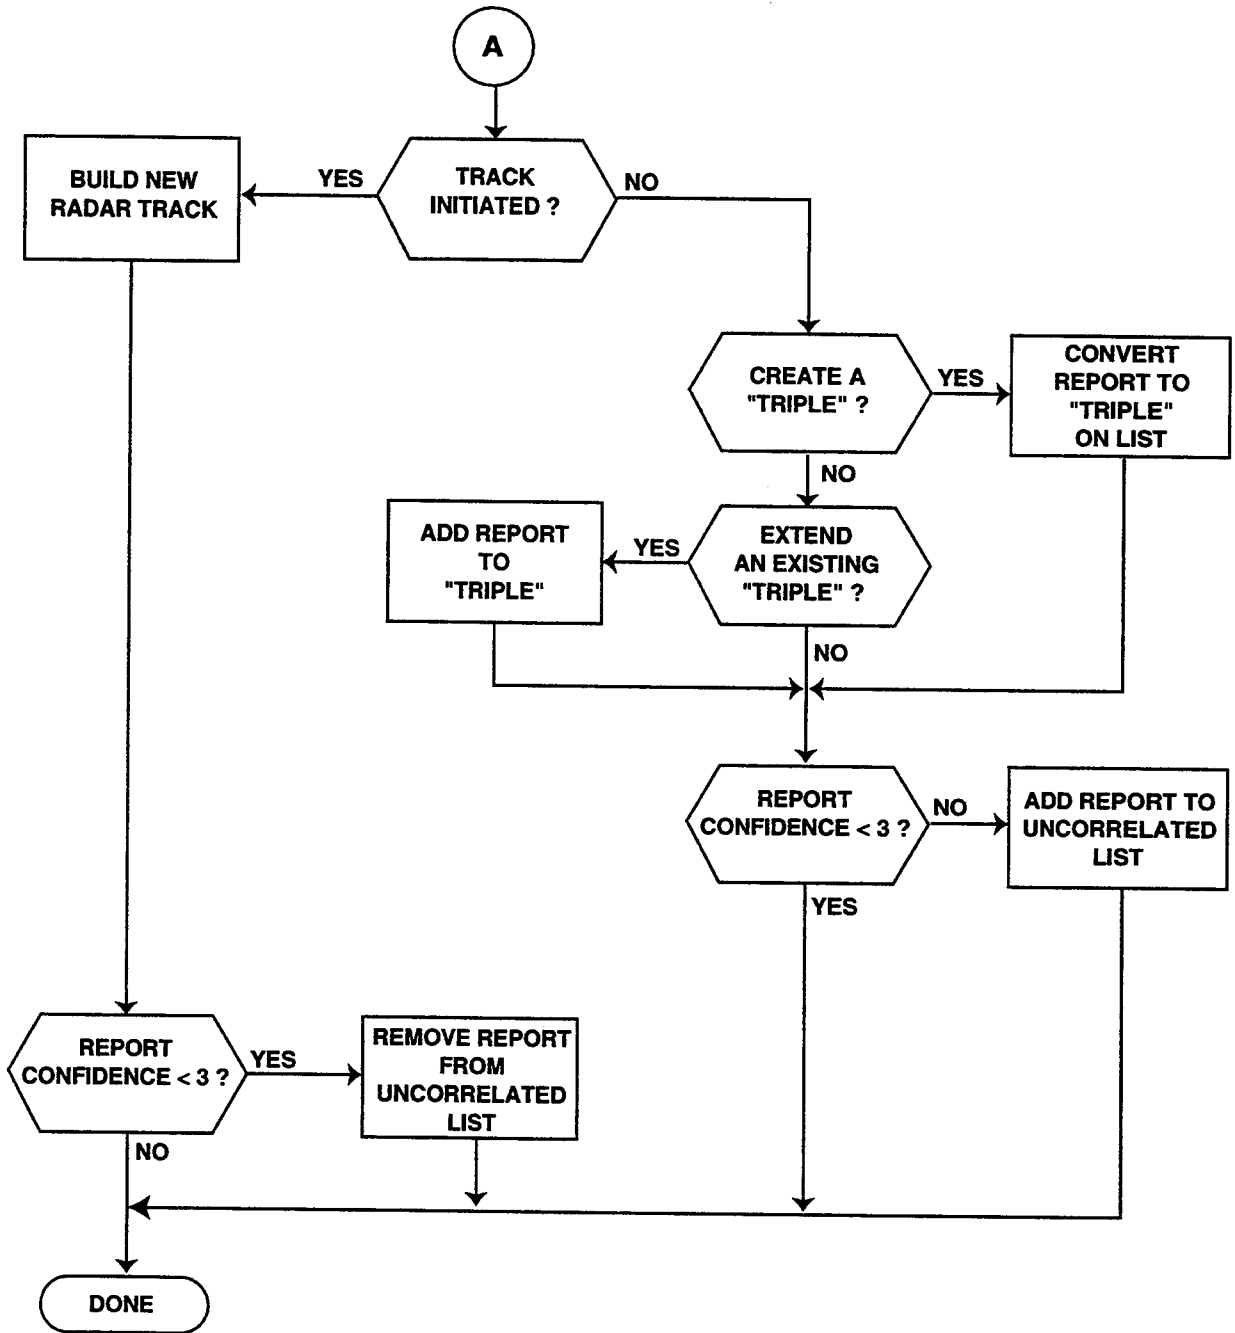 A
TRACK
INITIATED ?
YES
NO
BUILD NEW
RADAR TRACK
CREATE A
"TRIPLE" ?
YES
CONVERT
REPORT TO
"TRIPLE"
ON LIST
NO
EXTEND
AN EXISTING
"TRIPLE" ?
YES
ADD REPORT
TO
"TRIPLE"
NO
REPORT
CONFIDENCE < 3 ?
NO
ADD REPORT TO
UNCORRELATED
LIST
YES
REPORT
CONFIDENCE < 3 ?
YES
REMOVE REPORT
FROM
UNCORRELATED
LIST
NO
DONE